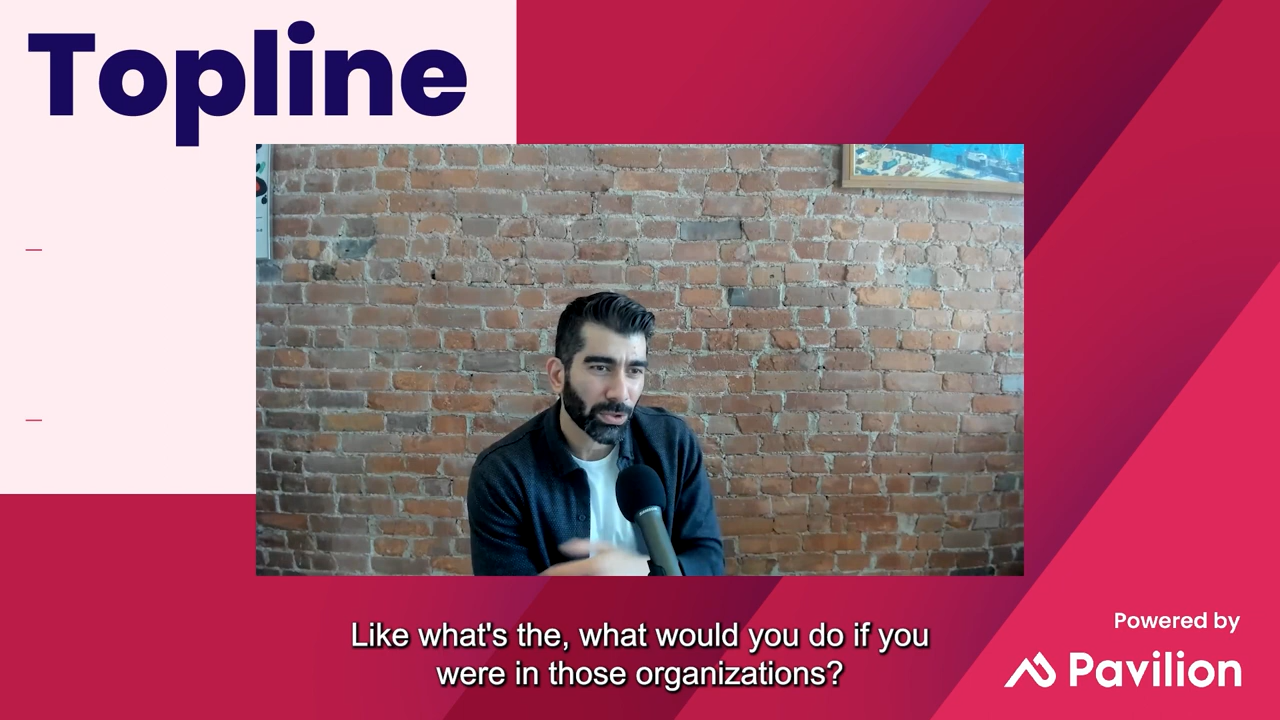 Topline
Like what's the, what would you do if you
were in those organizations?
Powered by
Pavilion